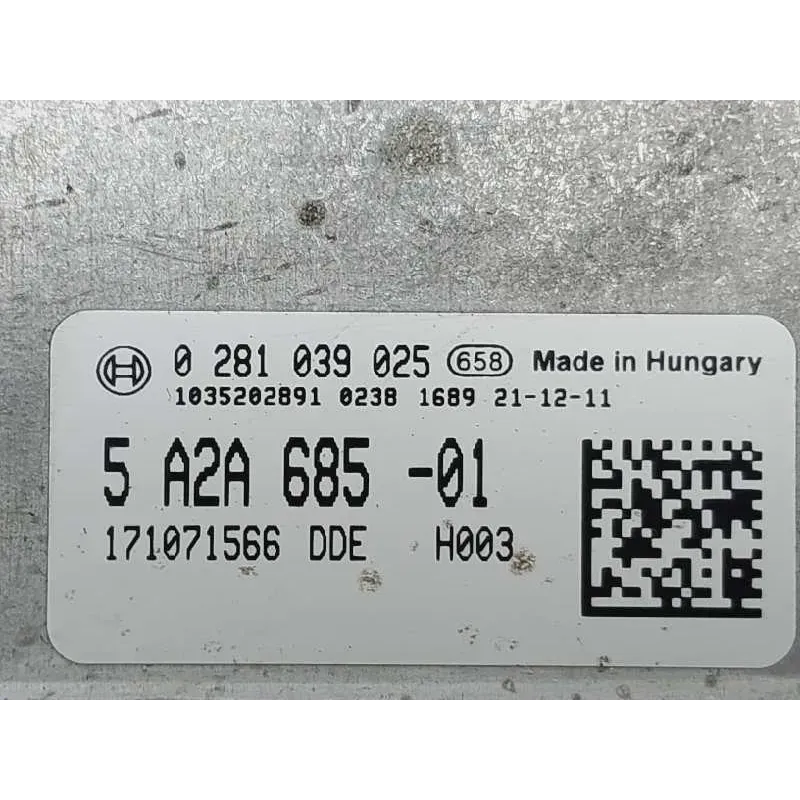 0 281 039 025 658 Made in Hungary
1035202891 0238 1689 21-12-11
5 A2A 685 -01
171071566 DDE H003